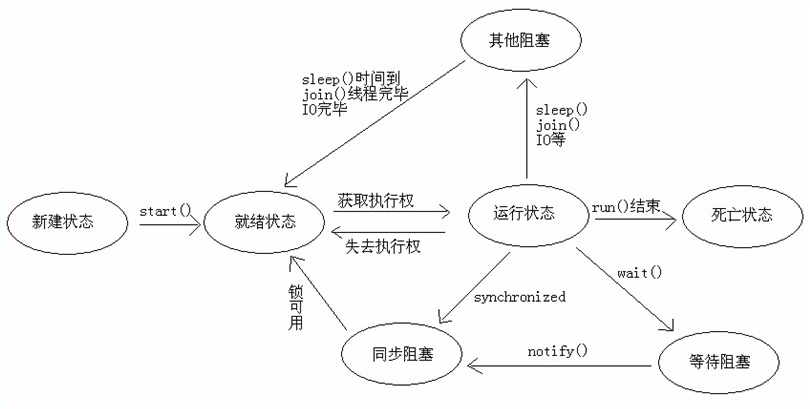 其他阻塞
sleep()时间到
join()线程完毕
IO完毕
sleep()
join()
IO等
新建状态
start()
就绪状态
获取执行权
失去执行权
运行状态
run()结束
死亡状态
锁
可
用
synchronized
wait()
同步阻塞
notify()
等待阻塞